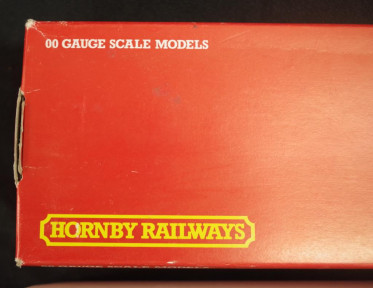 00 GAUGE SCALE MODELS
HORNBY RAILWAYS